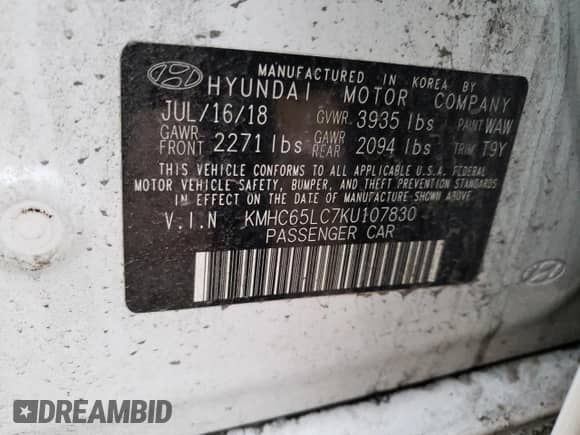 MANUFACTURED IN KOREA BY
HYUNDAI MOTOR COMPANY
JUL/16/18 GVWR 3935 lbs PAINT WAW
GAWR FRONT 2271 lbs GAWR REAR 2094 lbs TRIM T9Y
THIS VEHICLE CONFORMS TO ALL APPLICABLE U.S.A. FEDERAL
MOTOR VEHICLE SAFETY, BUMPER, AND THEFT PREVENTION STANDARDS
IN EFFECT ON THE DATE OF MANUFACTURE SHOWN ABOVE.
V.I.N KMHC65LC7KU107830
PASSENGER CAR
DREAMBID